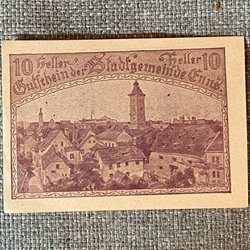 10 Heller Heller 10
Gutschein der Stadtgemeinde Enns.